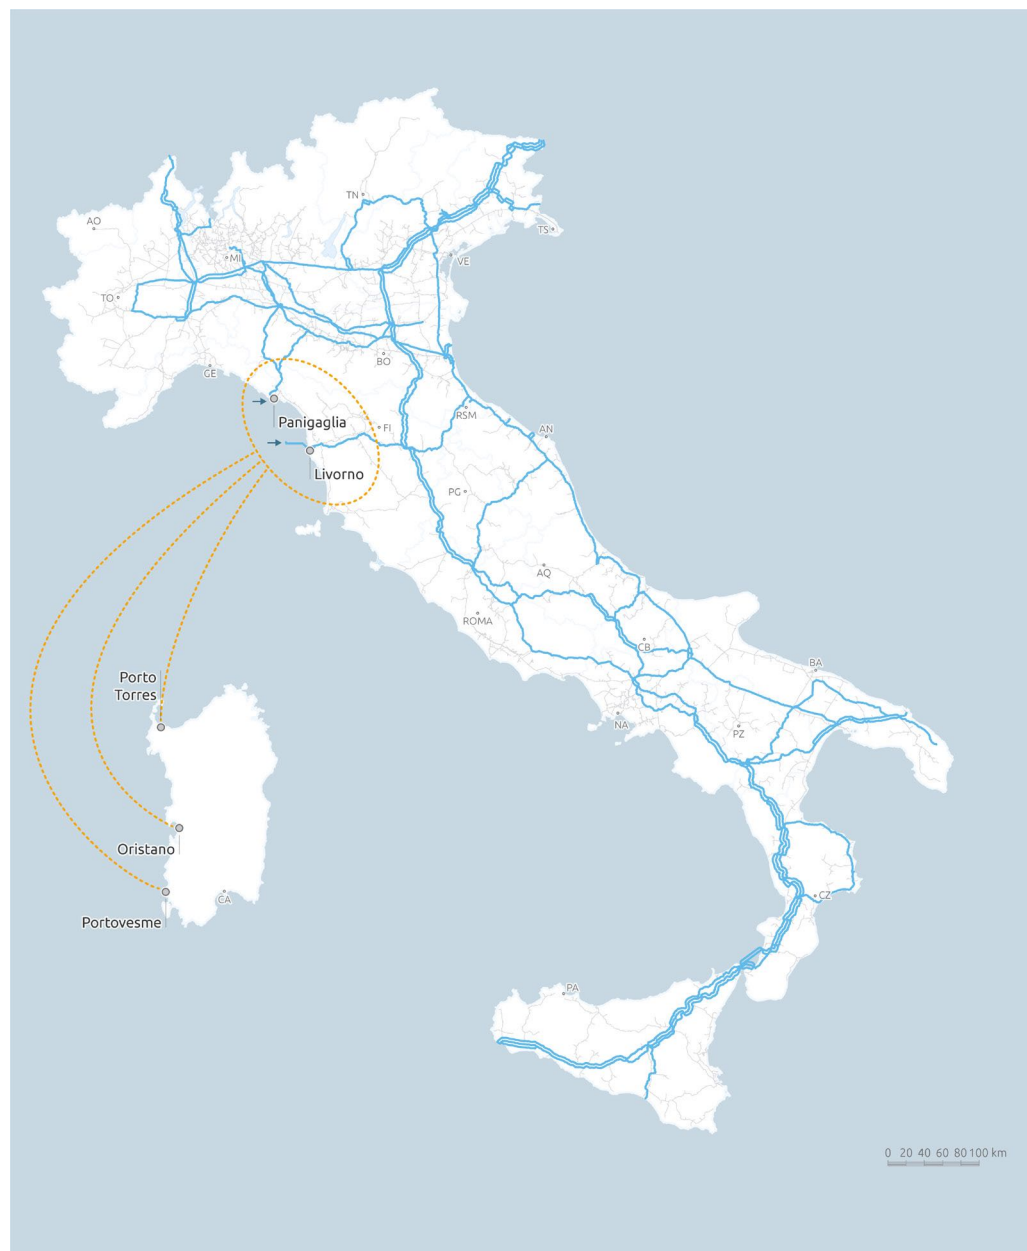 TN
AO
TS
VE
MI
TO
BO
GE
RSM
Panigaglia
FI
AN
Livorno
PG
AQ
ROMA
CB
BA
Porto
Torres
NA
PZ
Oristano
CA
CZ
Portovesme
PA
0 20 40 60 80 100 km